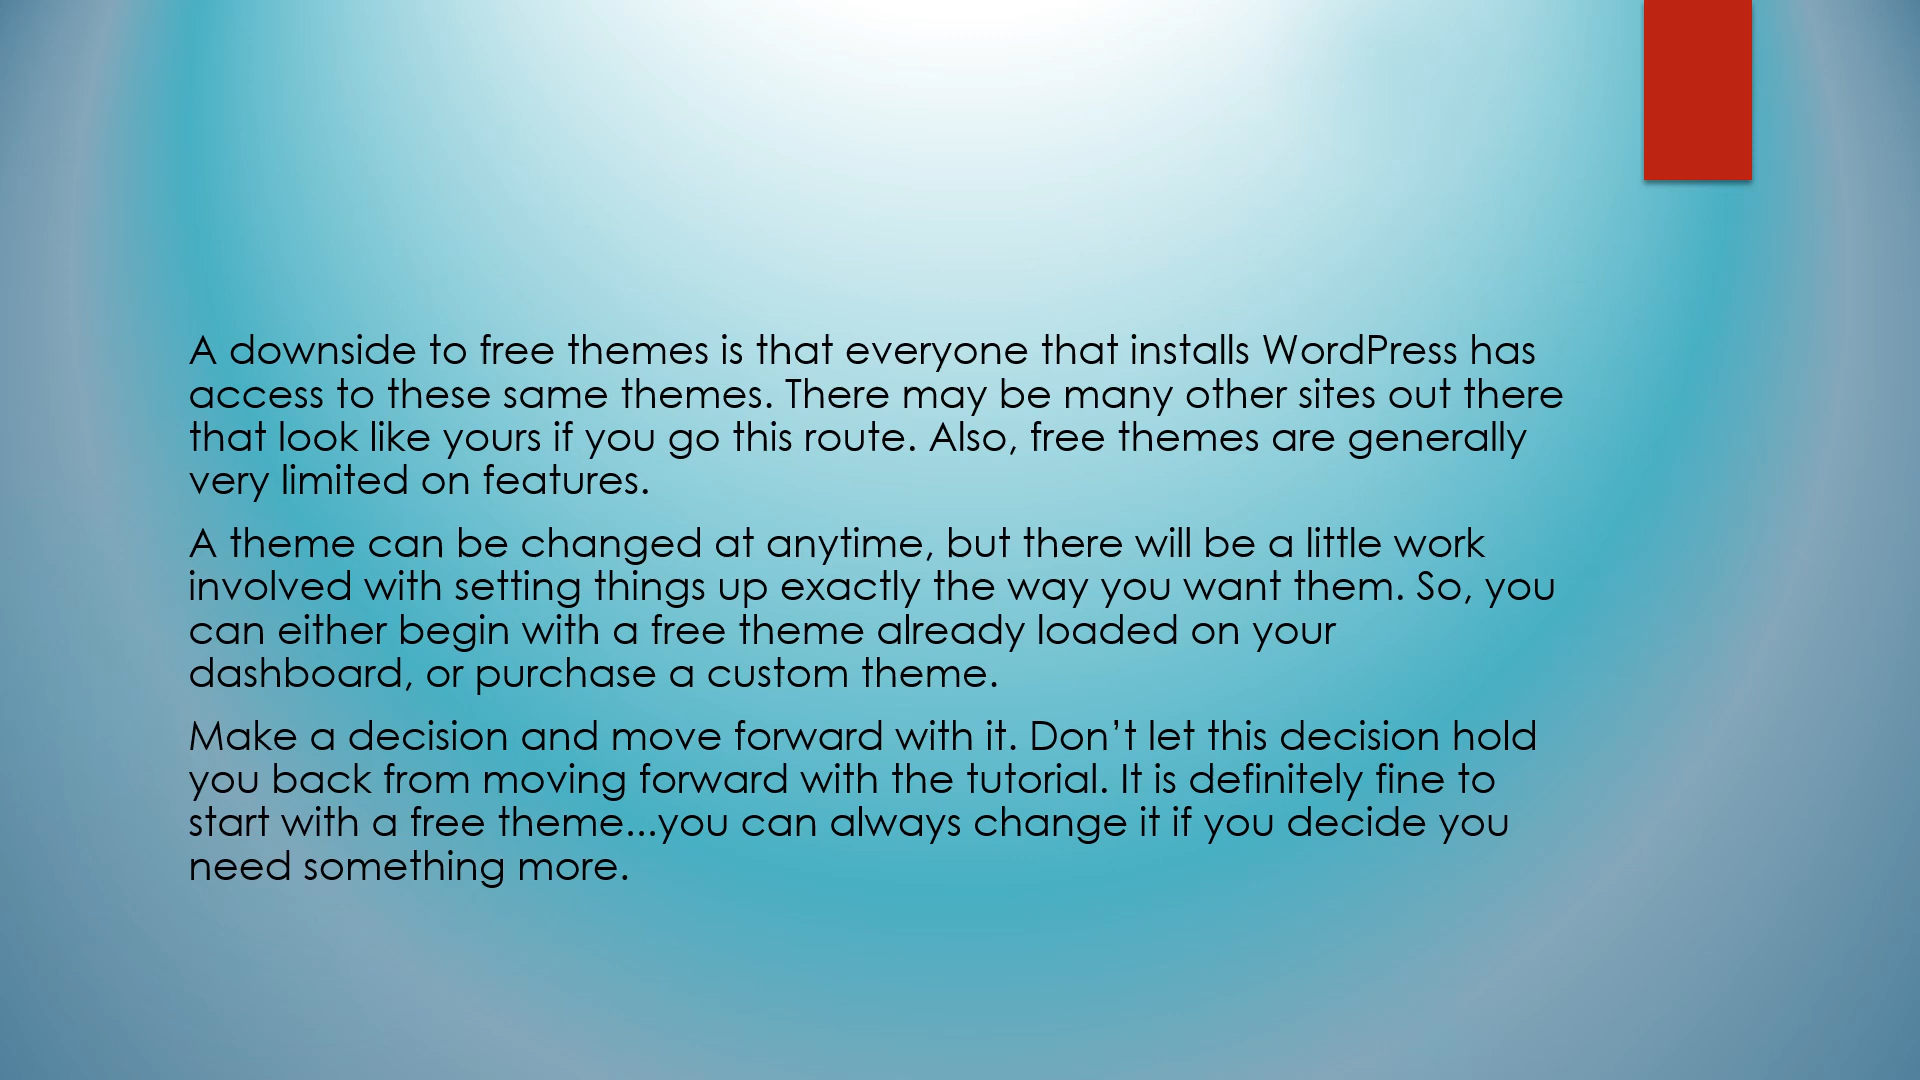 A downside to free themes is that everyone that installs WordPress has
access to these same themes. There may be many other sites out there
that look like yours if you go this route. Also, free themes are generally
very limited on features.
A theme can be changed at anytime, but there will be a little work
involved with setting things up exactly the way you want them. So, you
can either begin with a free theme already loaded on your
dashboard, or purchase a custom theme.
Make a decision and move forward with it. Don’t let this decision hold
you back from moving forward with the tutorial. It is definitely fine to
start with a free theme...you can always change it if you decide you
need something more.